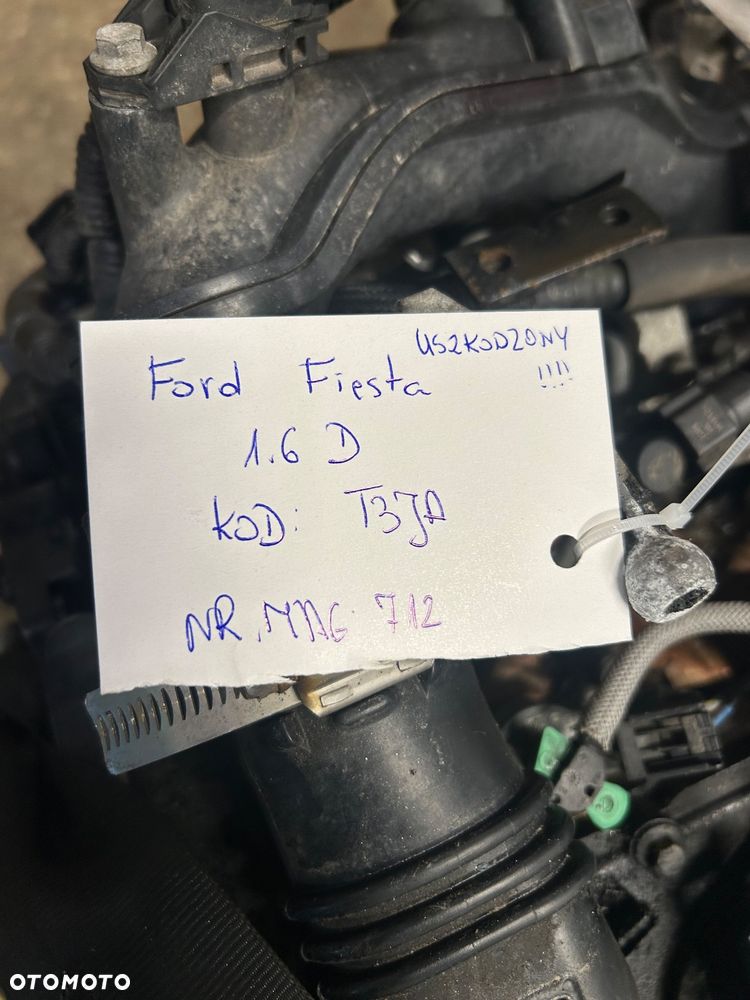 USZKODZONY
!!!!
Ford Fiesta
1.6 D
KOD: T3JA
NR MAG 712
OTOMOTO